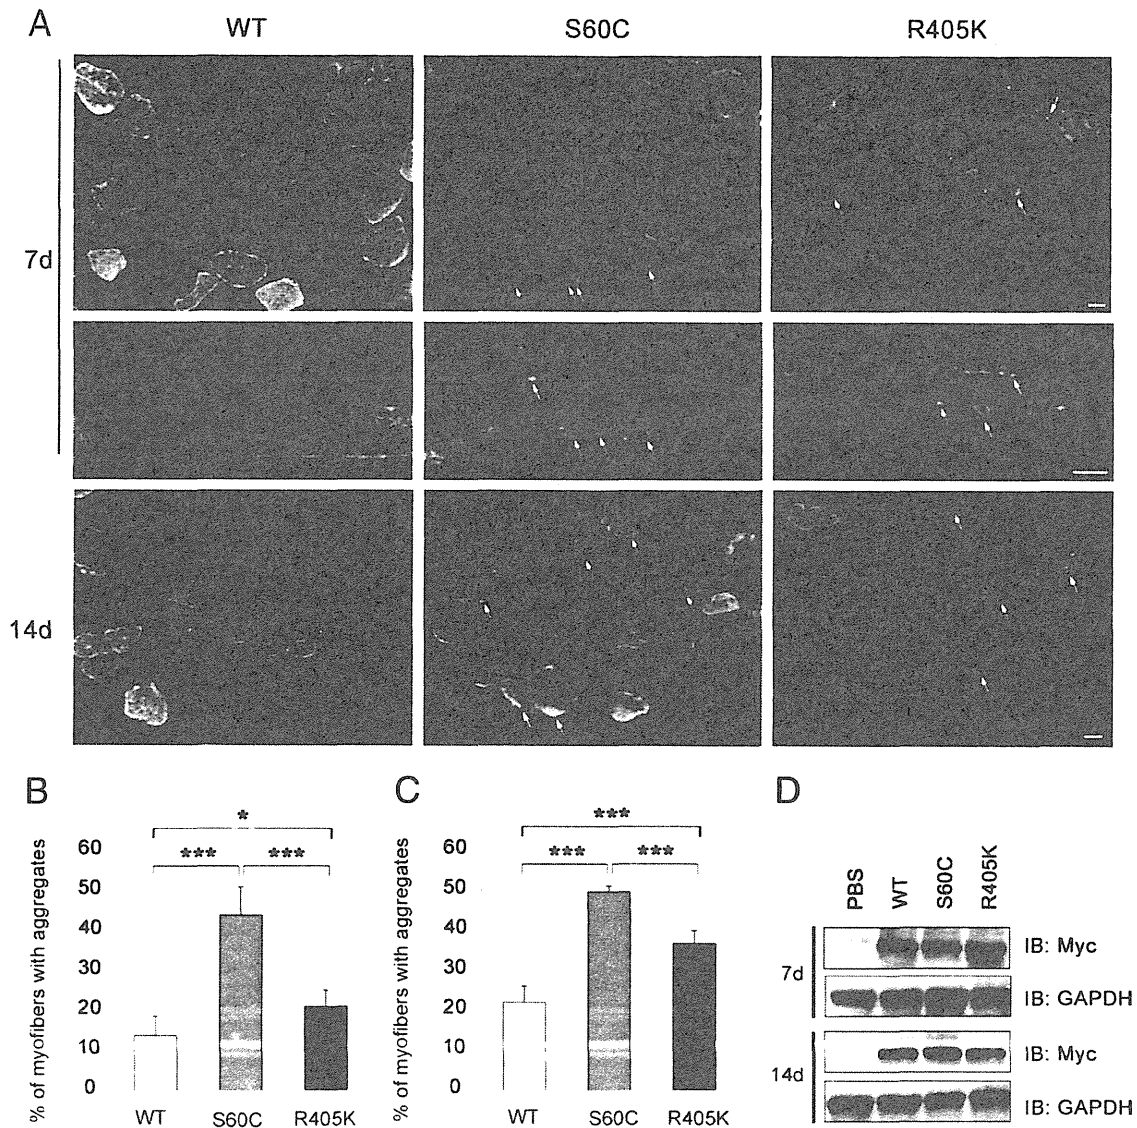 A
WT S60C R405K
7d
14d
B
% of myofibers with aggregates
60
50
40
30
20
10
0
*
*** ***
WT S60C R405K
C
% of myofibers with aggregates
60
50
40
30
20
10
0
***
*** ***
WT S60C R405K
D
PBS WT S60C R405K
7d
IB: Myc
IB: GAPDH
14d
IB: Myc
IB: GAPDH